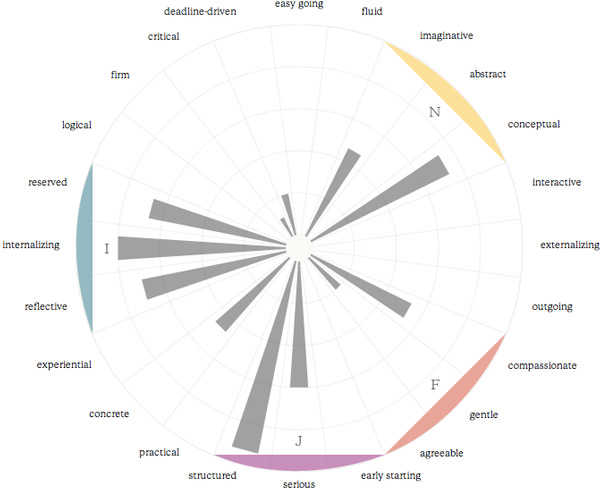 easy going
deadline-driven
fluid
critical
imaginative
firm
abstract
N
logical
conceptual
reserved
interactive
internalizing
I
externalizing
reflective
outgoing
experiential
compassionate
F
concrete
gentle
J
practical
agreeable
structured
early starting
serious